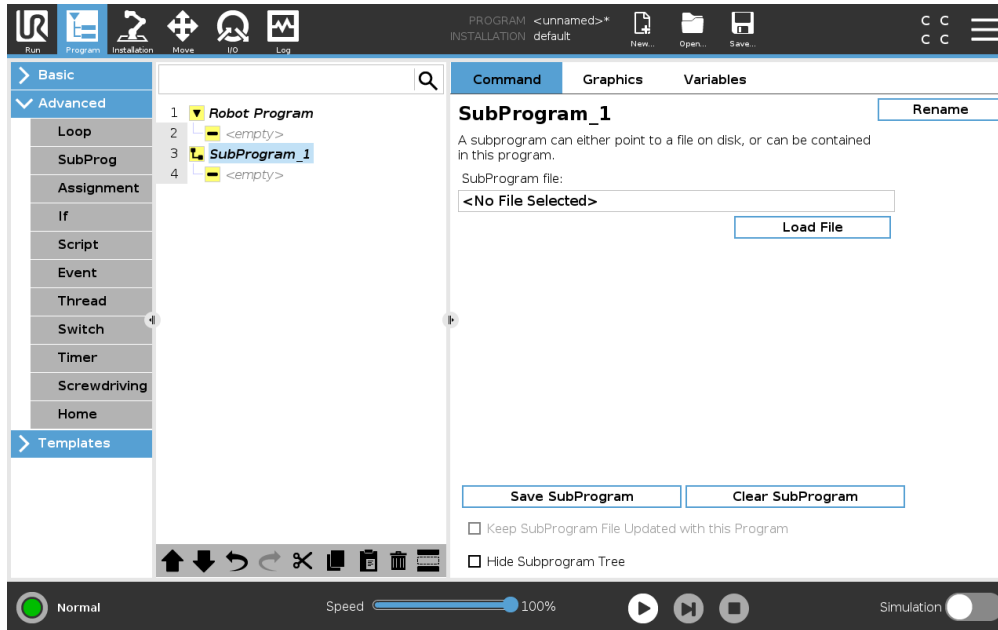 PROGRAM <unnamed>*
INSTALLATION default
C C
C C
Run Program Installation Move I/O Log New... Open... Save...
Basic
Advanced
Loop
SubProg
Assignment
If
Script
Event
Thread
Switch
Timer
Screwdriving
Home
Templates
1 Robot Program
2 <empty>
3 SubProgram_1
4 <empty>
Command Graphics Variables
SubProgram_1
Rename
A subprogram can either point to a file on disk, or can be contained
in this program.
SubProgram file:
<No File Selected>
Load File
Save SubProgram Clear SubProgram
Keep SubProgram File Updated with this Program
Hide Subprogram Tree
Normal Speed 100% Simulation